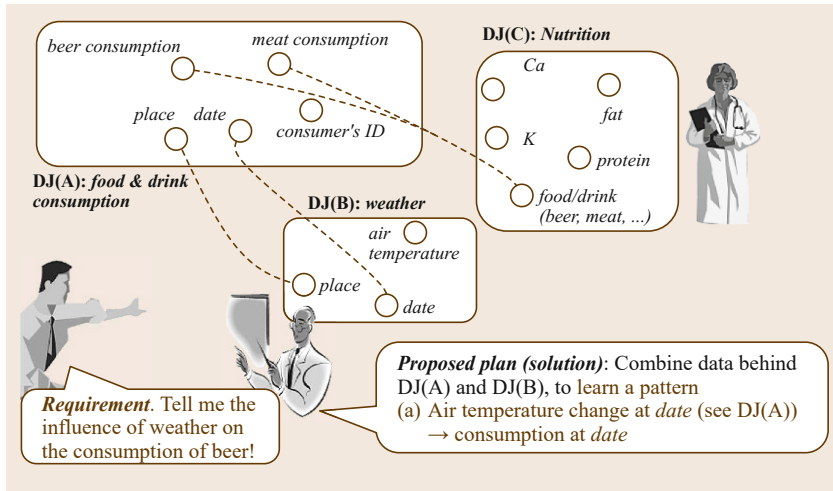 beer consumption
meat consumption
place
date
consumer's ID
DJ(A): food & drink
consumption
DJ(C): Nutrition
Ca
fat
K
protein
food/drink
(beer, meat, ...)
DJ(B): weather
air
temperature
place
date
Requirement. Tell me the
influence of weather on
the consumption of beer!
Proposed plan (solution): Combine data behind
DJ(A) and DJ(B), to learn a pattern
(a) Air temperature change at date (see DJ(A))
→ consumption at date